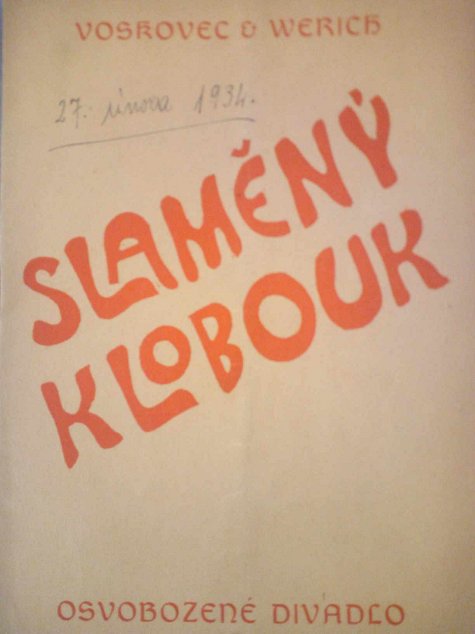 VOSKOVEC & WERICH
27. února 1934.
SLAMĚNÝ
KLOBOUK
OSVOBOZENÉ DIVADLO